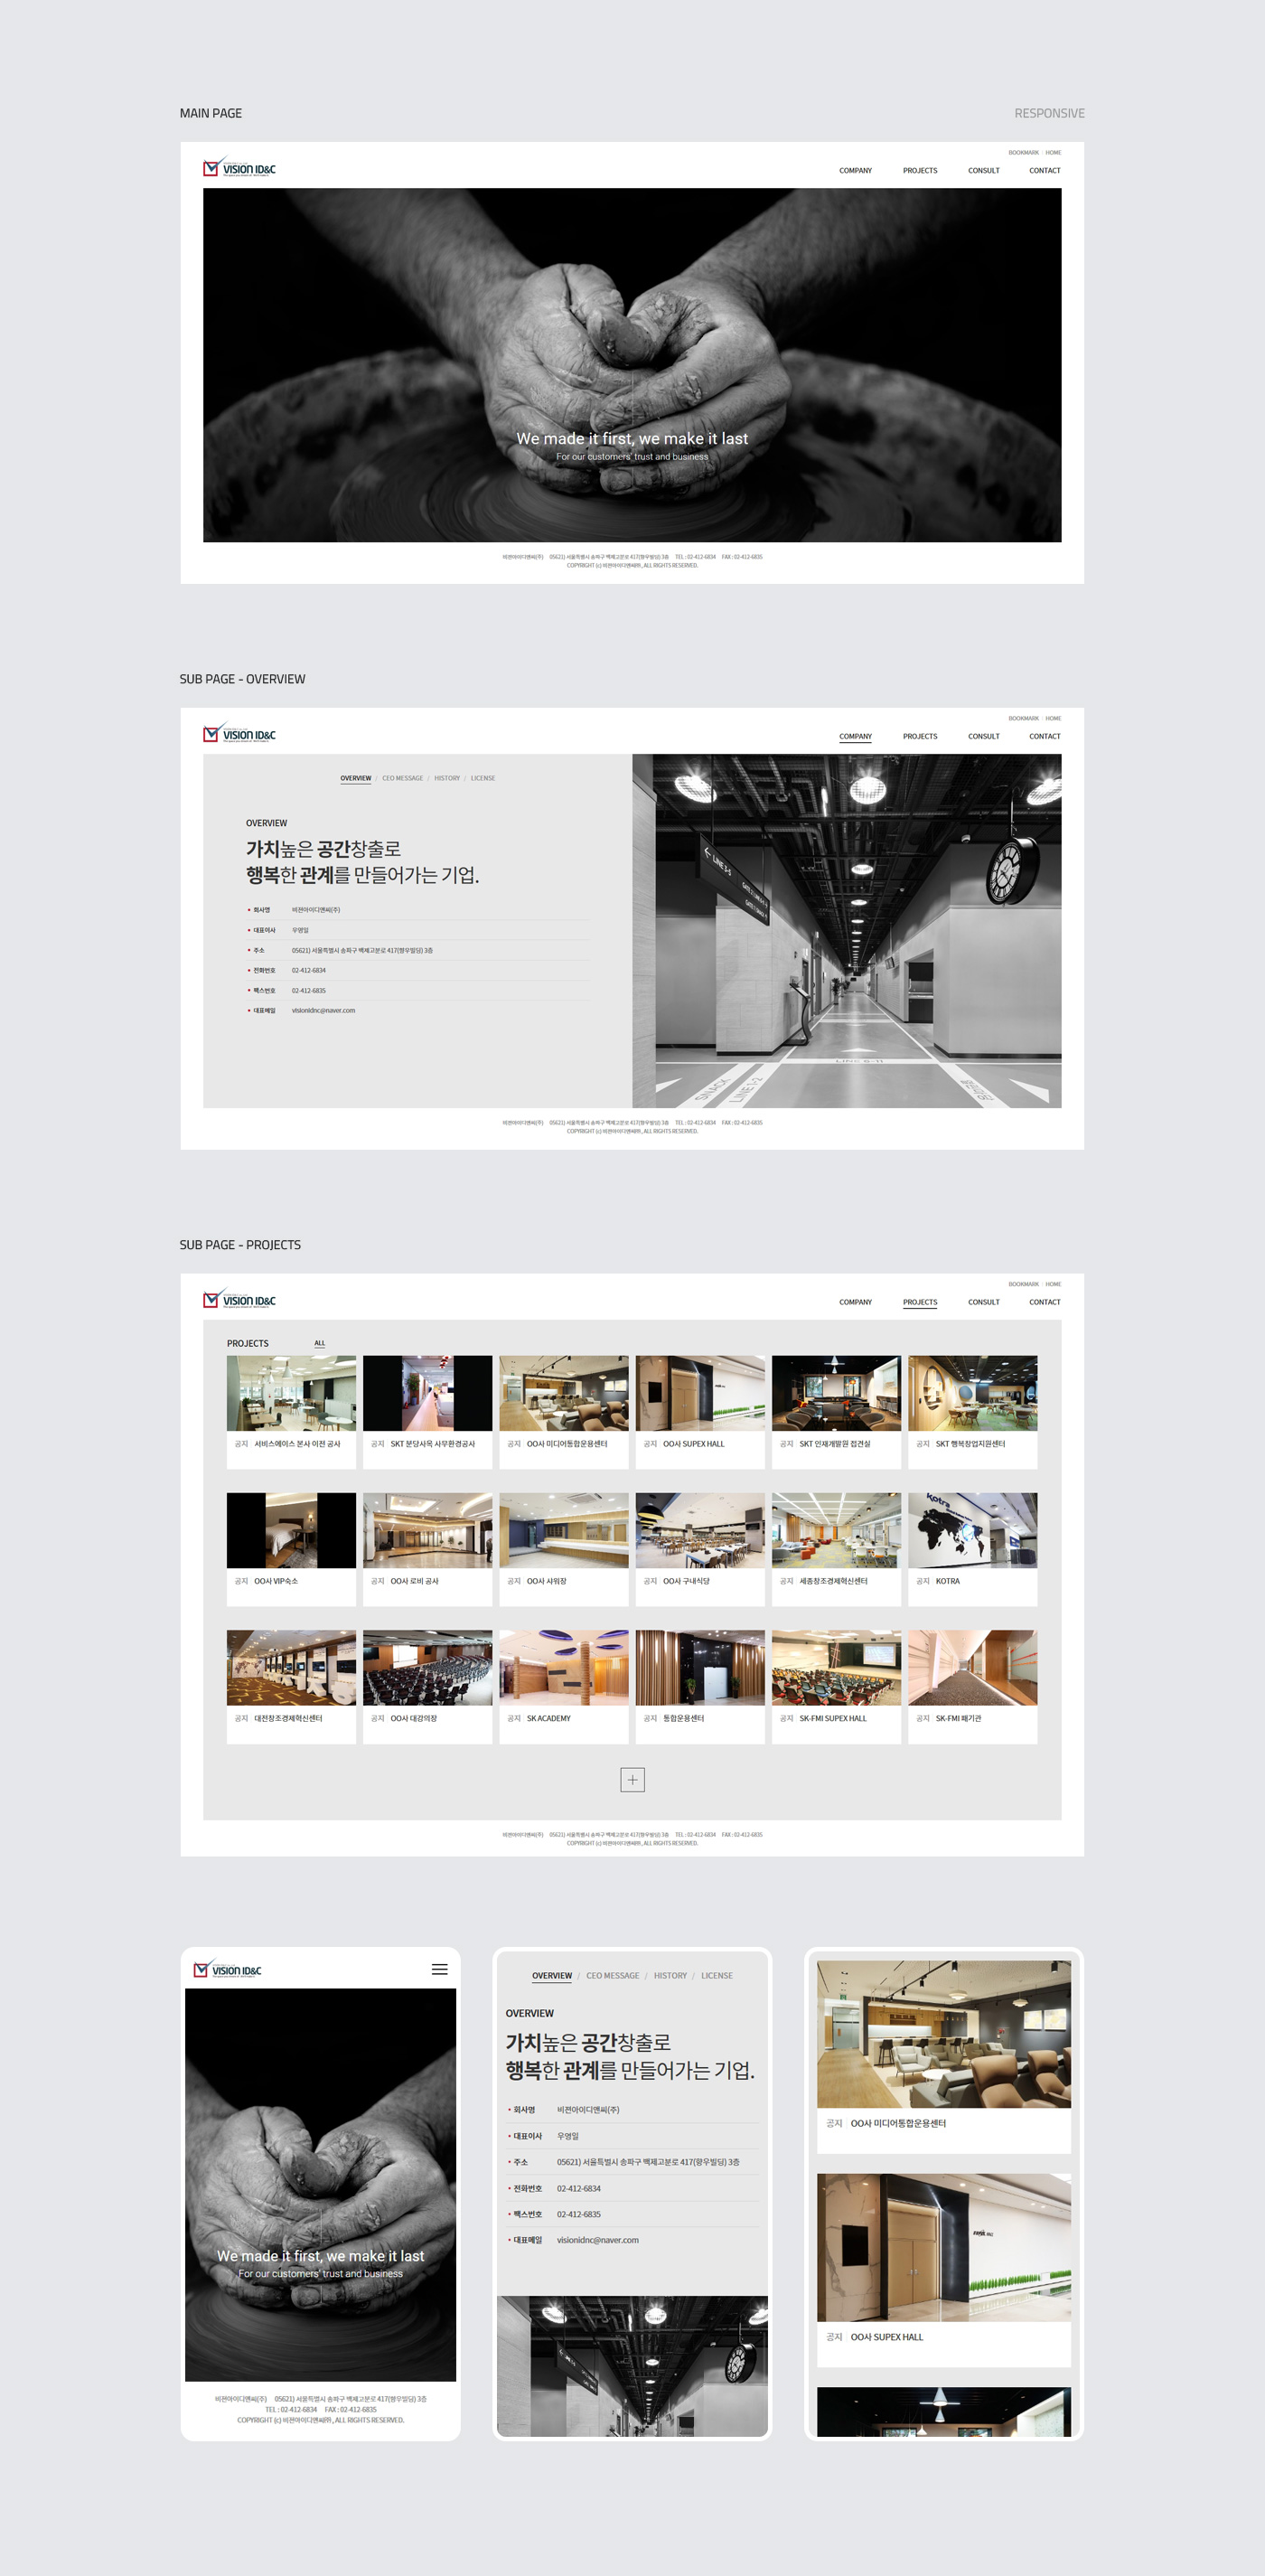 MAIN PAGE
RESPONSIVE
BOOKMARK HOME
VISION ID&C
COMPANY PROJECTS CONSULT CONTACT
We made it first, we make it last
For our customers' trust and business
비젼아이디앤씨(주) 05621) 서울특별시 송파구 백제고분로 417(향우빌딩) 3층 TEL : 02-412-6834 FAX : 02-412-6835
COPYRIGHT (c) 비젼아이디앤씨㈜, ALL RIGHTS RESERVED.
SUB PAGE - OVERVIEW
BOOKMARK HOME
VISION ID&C
COMPANY PROJECTS CONSULT CONTACT
OVERVIEW / CEO MESSAGE / HISTORY / LICENSE
OVERVIEW
가치높은 공간창출로
행복한 관계를 만들어가는 기업.
회사명 비젼아이디앤씨(주)
대표이사 우영일
주소 05621) 서울특별시 송파구 백제고분로 417(향우빌딩) 3층
전화번호 02-412-6834
팩스번호 02-412-6835
대표메일 visionidnc@naver.com
LINE 3-5
LINE 6-11
SNACK
LINE 1-2
비젼아이디앤씨(주) 05621) 서울특별시 송파구 백제고분로 417(향우빌딩) 3층 TEL : 02-412-6834 FAX : 02-412-6835
COPYRIGHT (c) 비젼아이디앤씨㈜, ALL RIGHTS RESERVED.
SUB PAGE - PROJECTS
BOOKMARK HOME
VISION ID&C
COMPANY PROJECTS CONSULT CONTACT
PROJECTS ALL
공지 서비스에이스 본사 이전 공사
공지 SKT 분당사옥 사무환경공사
공지 OO사 미디어통합운용센터
공지 OO사 SUPEX HALL
공지 SKT 인재개발원 접견실
공지 SKT 행복창업지원센터
kotra
공지 OO사 VIP숙소
공지 OO사 로비 공사
공지 OO사 샤워장
공지 OO사 구내식당
공지 세종창조경제혁신센터
공지 KOTRA
공지 대전창조경제혁신센터
공지 OO사 대강의장
공지 SK ACADEMY
공지 통합운용센터
공지 SK-FMI SUPEX HALL
공지 SK-FMI 패기관
비젼아이디앤씨(주) 05621) 서울특별시 송파구 백제고분로 417(향우빌딩) 3층 TEL : 02-412-6834 FAX : 02-412-6835
COPYRIGHT (c) 비젼아이디앤씨㈜, ALL RIGHTS RESERVED.
VISION ID&C
We made it first, we make it last
For our customers' trust and business
비젼아이디앤씨(주) 05621) 서울특별시 송파구 백제고분로 417(향우빌딩) 3층
TEL : 02-412-6834 FAX : 02-412-6835
COPYRIGHT (c) 비젼아이디앤씨㈜, ALL RIGHTS RESERVED.
OVERVIEW / CEO MESSAGE / HISTORY / LICENSE
OVERVIEW
가치높은 공간창출로
행복한 관계를 만들어가는 기업.
회사명 비젼아이디앤씨(주)
대표이사 우영일
주소 05621) 서울특별시 송파구 백제고분로 417(향우빌딩) 3층
전화번호 02-412-6834
팩스번호 02-412-6835
대표메일 visionidnc@naver.com
공지 OO사 미디어통합운용센터
공지 OO사 SUPEX HALL